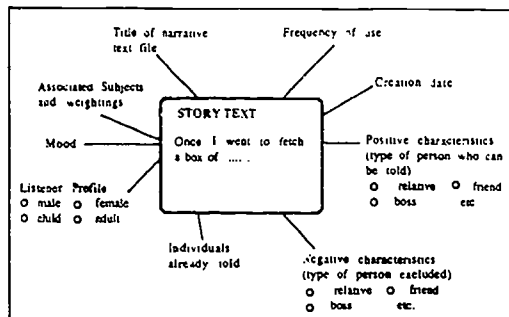 Title of narrative
text file
Frequency of use
Associated Subjects
and weightings
Creation date
STORY TEXT
Once I went to fetch
a box of .....
Mood
Positive characteristics
(type of person who can
be told)
relative friend
boss etc
Listener Profile
male female
child adult
Individuals
already told
Negative characteristics
(type of person excluded)
relative friend
boss etc.